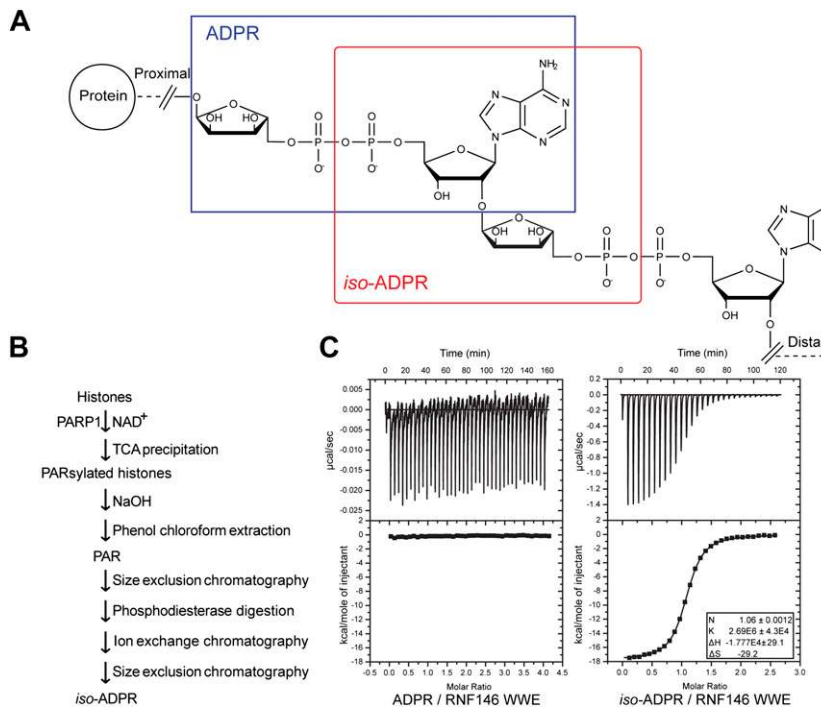 A
ADPR
Proximal
Protein
NH2
N
N
N
N
O
OH HO
O
O
O
O P O P O
O- O-
O
OH
O
O
OH HO
O
O
O
O P O P O
O- O-
O
OH
O
N
N
iso-ADPR
Dista
B
Histones
PARP1 NAD+
TCA precipitation
PARsylated histones
NaOH
Phenol chloroform extraction
PAR
Size exclusion chromatography
Phosphodiesterase digestion
Ion exchange chromatography
Size exclusion chromatography
iso-ADPR
C
Time (min)
0 20 40 60 80 100 120 140 160
0.005
0.000
-0.005
-0.010
-0.015
-0.020
-0.025
µcal/sec
2
0
-2
-4
-6
-8
-10
-12
-14
-16
-18
kcal/mole of injectant
0.0 0.5 1.0 1.5 2.0 2.5 3.0 3.5 4.0 4.5
Molar Ratio
ADPR / RNF146 WWE
Time (min)
0 20 40 60 80 100 120
0.2
0.0
-0.2
-0.4
-0.6
-0.8
-1.0
-1.2
-1.4
-1.6
µcal/sec
2
0
-2
-4
-6
-8
-10
-12
-14
-16
-18
kcal/mole of injectant
N 1.06 ± 0.0012
K 2.69E6 ± 4.3E4
ΔH -1.777E4±29.1
ΔS -29.2
0.0 0.5 1.0 1.5 2.0 2.5 3.0
Molar Ratio
iso-ADPR / RNF146 WWE